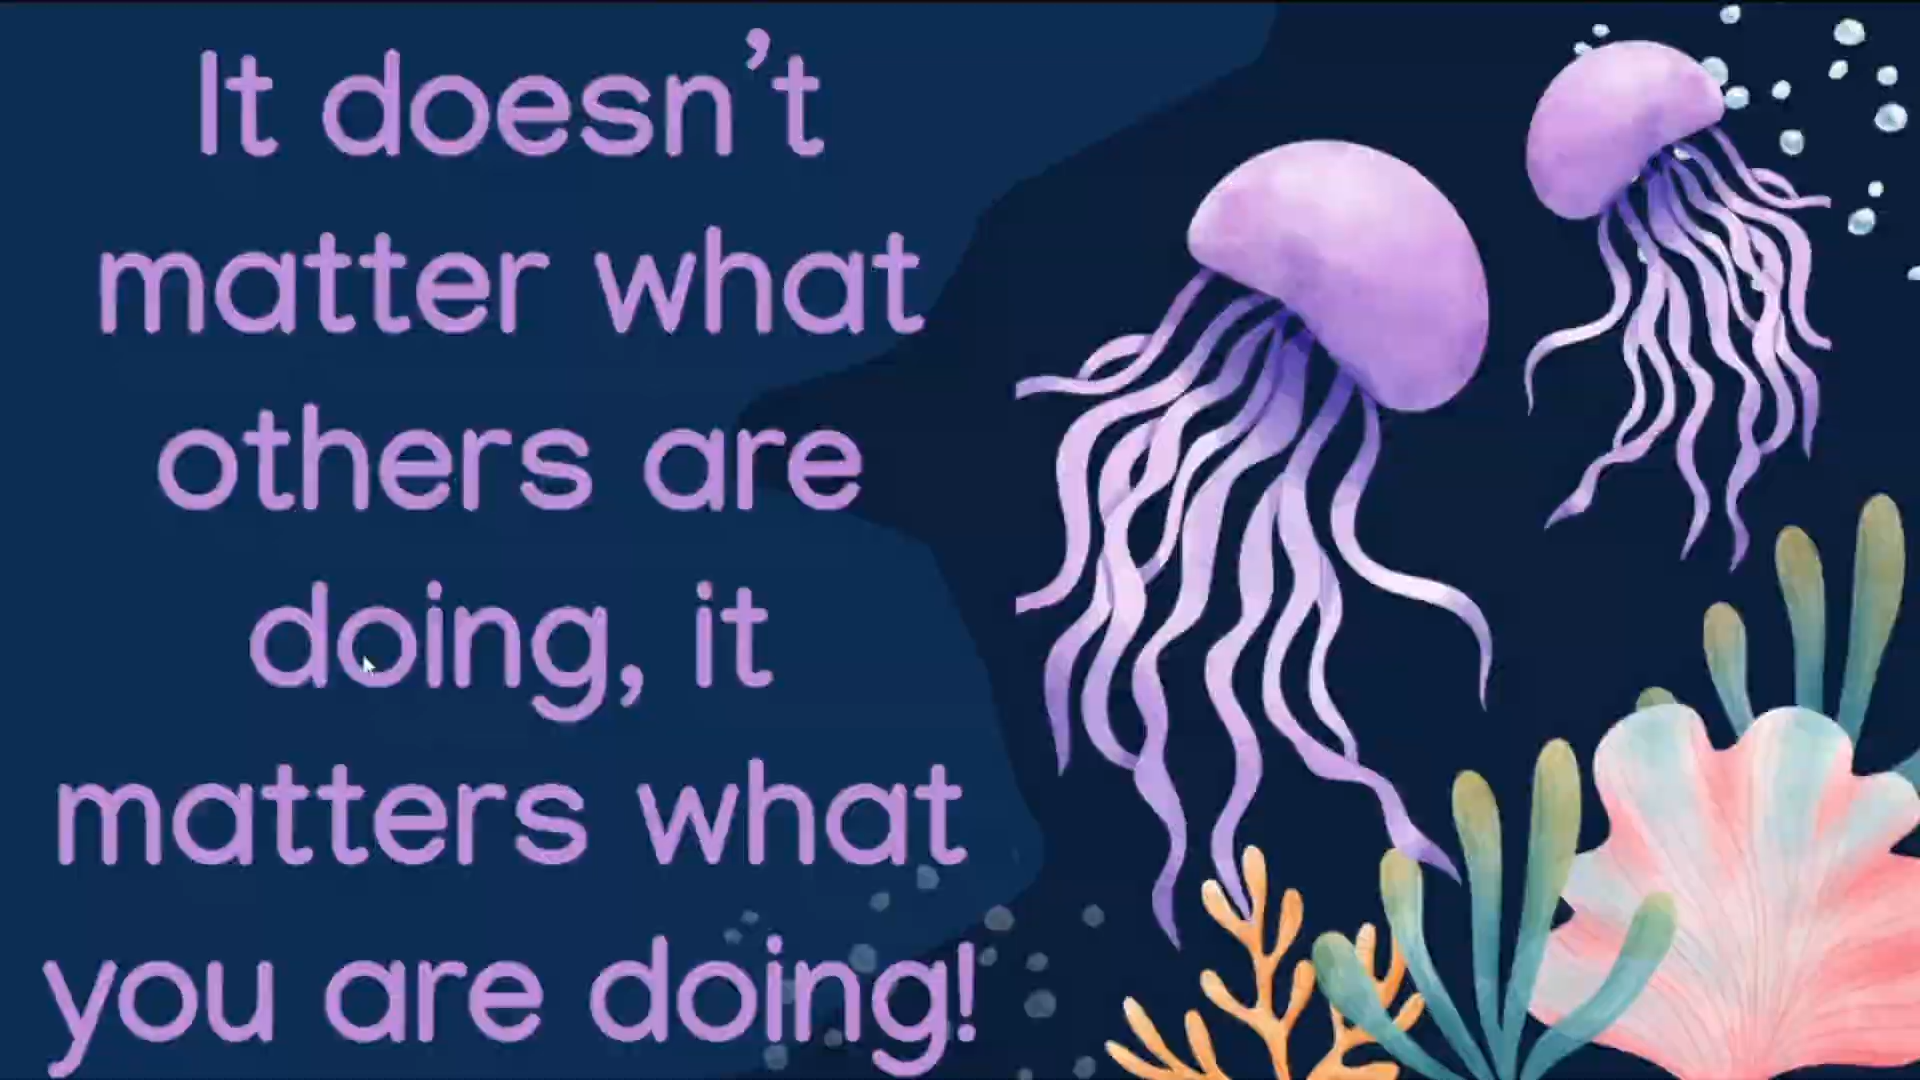 It doesn’t
matter what
others are
doing, it
matters what
you are doing!